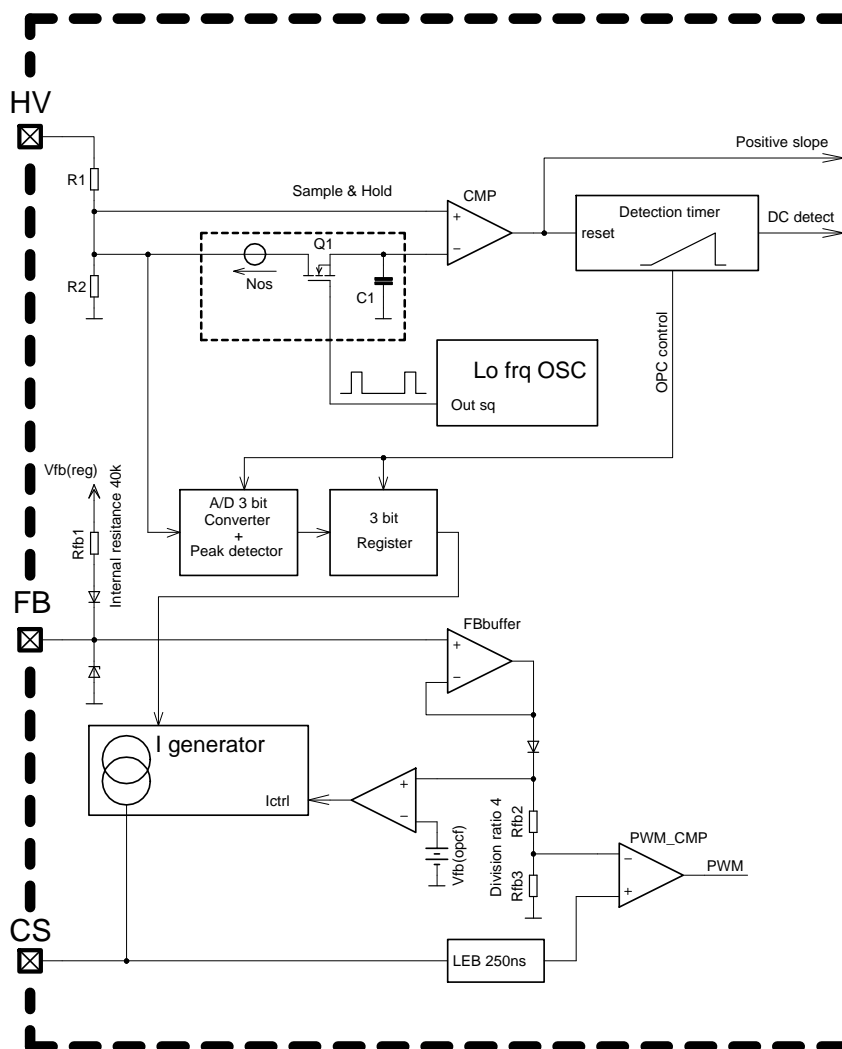 HV
Positive slope
R1
CMP
Sample & Hold
+
−
Detection timer
reset
DC detect
Q1
Nos
C1
R2
OPC control
Lo frq OSC
Out sq
Vfb(reg)
Rfb1
Internal resitance 40k
A/D 3 bit
Converter
+
Peak detector
3 bit
Register
FB
FBbuffer
+
−
I generator
Ictrl
+
−
Vfb(opcf)
Division ratio 4
Rfb2
Rfb3
PWM_CMP
−
+
PWM
CS
LEB 250ns